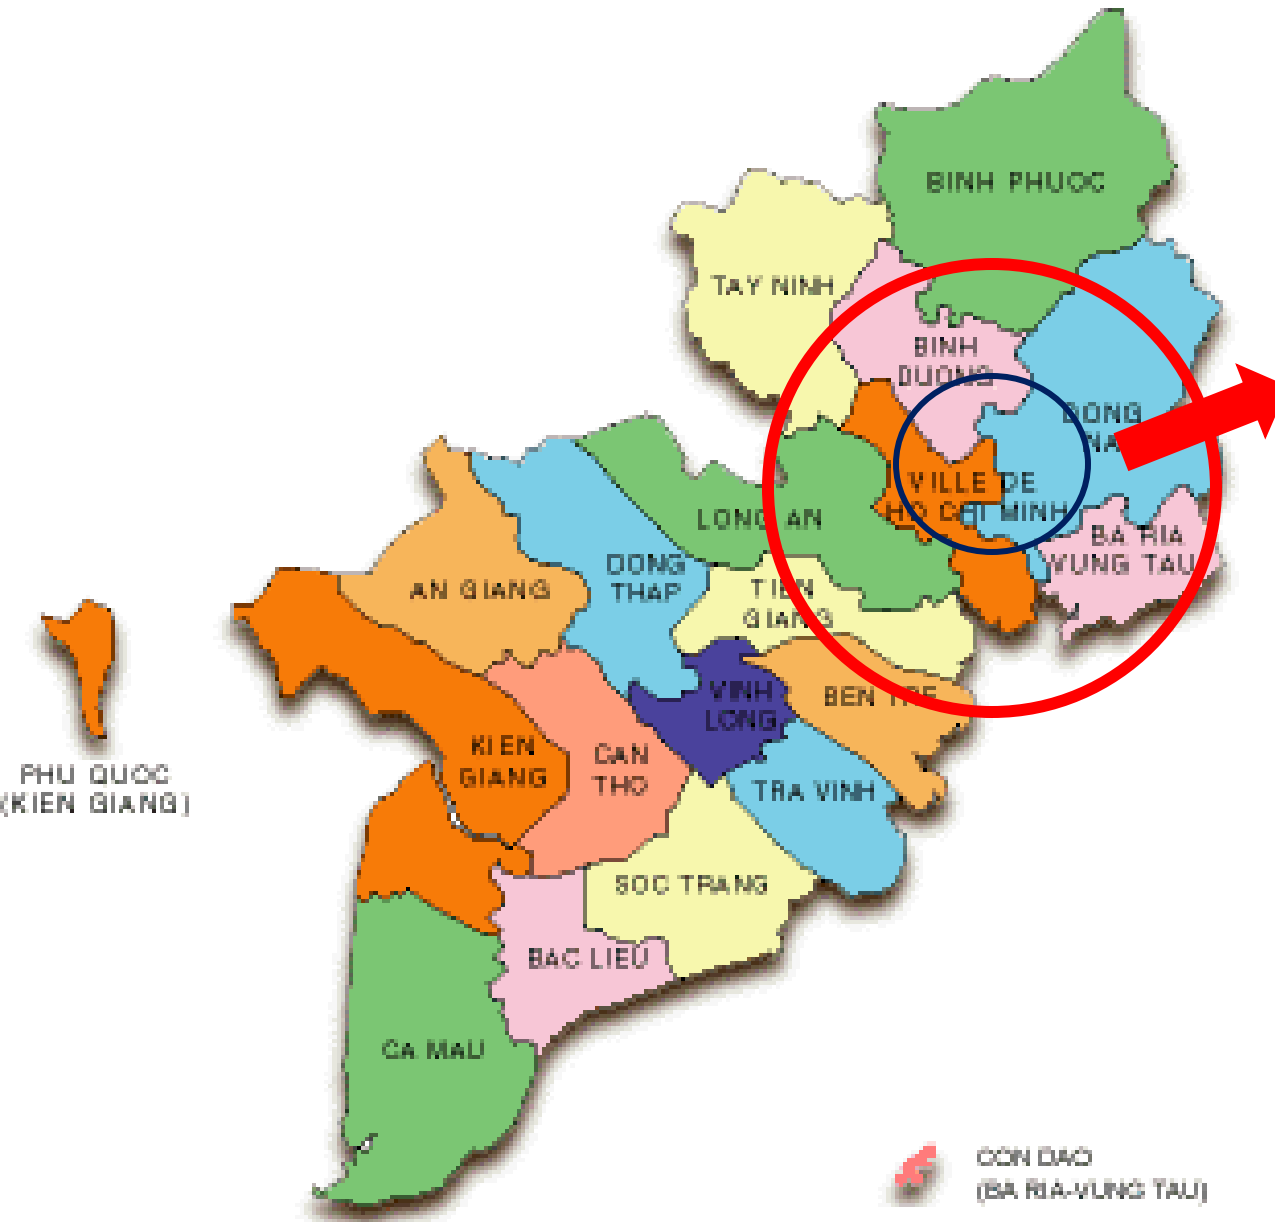 BINH PHUOC
TAY NINH
BINH
DUONG
DONG
NA
VILLE DE
HO CHI MINH
BA RIA
VUNG TAU
LONG AN
DONG
THAP
TIEN
GIANG
AN GIANG
VINH
LONG
BEN TRE
KIEN
GIANG
CAN
THO
TRA VINH
SOC TRANG
BAC LIEU
CA MAU
PHU QUOC
(KIEN GIANG)
CON DAO
(BA RIA-VUNG TAU)